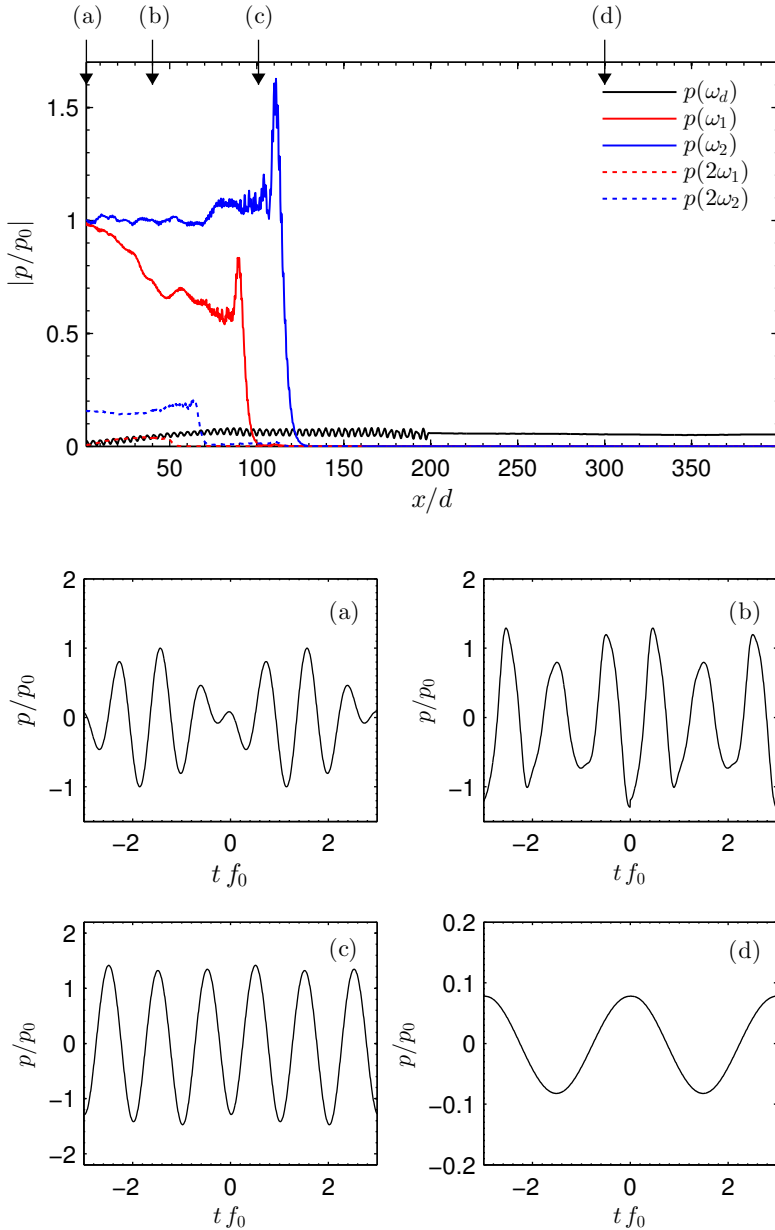 (a) (b) (c) (d)
1.5
1
0.5
0
|p/p₀|
p(ω_d)
p(ω₁)
p(ω₂)
p(2ω₁)
p(2ω₂)
50 100 150 200 250 300 350
x/d
2
1
0
−1
p/p₀
(a)
−2 0 2
t f₀
2
1
0
−1
p/p₀
(b)
−2 0 2
t f₀
2
1
0
−1
−2
p/p₀
(c)
−2 0 2
t f₀
0.2
0.1
0
−0.1
−0.2
p/p₀
(d)
−2 0 2
t f₀